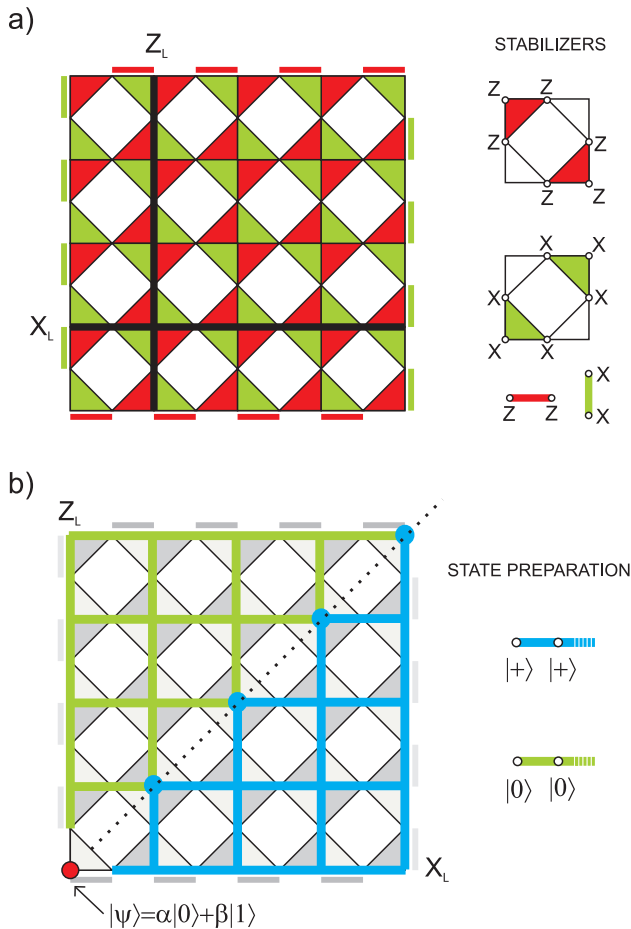 a)
Z_L
STABILIZERS
Z Z
Z Z
Z Z
X_L
X X
X X
X X
Z Z
X
X
b)
Z_L
STATE PREPARATION
|+⟩ |+⟩
|0⟩ |0⟩
X_L
|ψ⟩=α|0⟩+β|1⟩